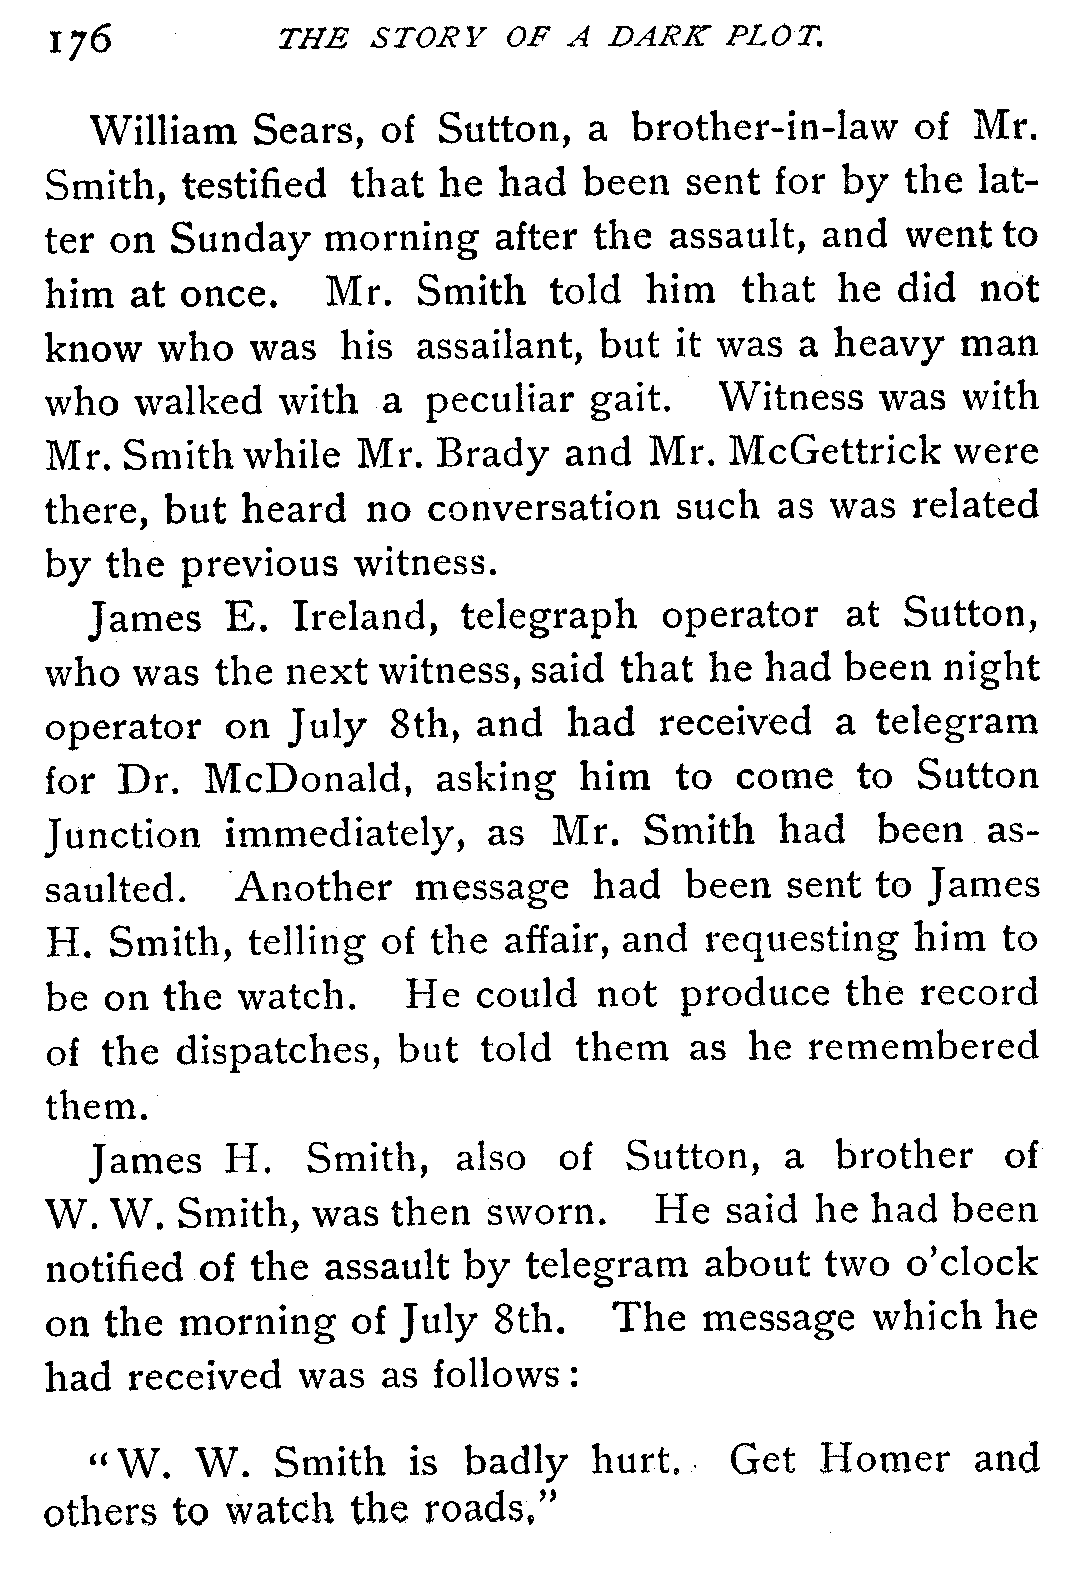 176 THE STORY OF A DARK PLOT.
William Sears, of Sutton, a brother-in-law of Mr.
Smith, testified that he had been sent for by the lat-
ter on Sunday morning after the assault, and went to
him at once. Mr. Smith told him that he did not
know who was his assailant, but it was a heavy man
who walked with a peculiar gait. Witness was with
Mr. Smith while Mr. Brady and Mr. McGettrick were
there, but heard no conversation such as was related
by the previous witness.
James E. Ireland, telegraph operator at Sutton,
who was the next witness, said that he had been night
operator on July 8th, and had received a telegram
for Dr. McDonald, asking him to come to Sutton
Junction immediately, as Mr. Smith had been as-
saulted. Another message had been sent to James
H. Smith, telling of the affair, and requesting him to
be on the watch. He could not produce the record
of the dispatches, but told them as he remembered
them.
James H. Smith, also of Sutton, a brother of
W. W. Smith, was then sworn. He said he had been
notified of the assault by telegram about two o'clock
on the morning of July 8th. The message which he
had received was as follows:
“W. W. Smith is badly hurt. Get Homer and
others to watch the roads,”